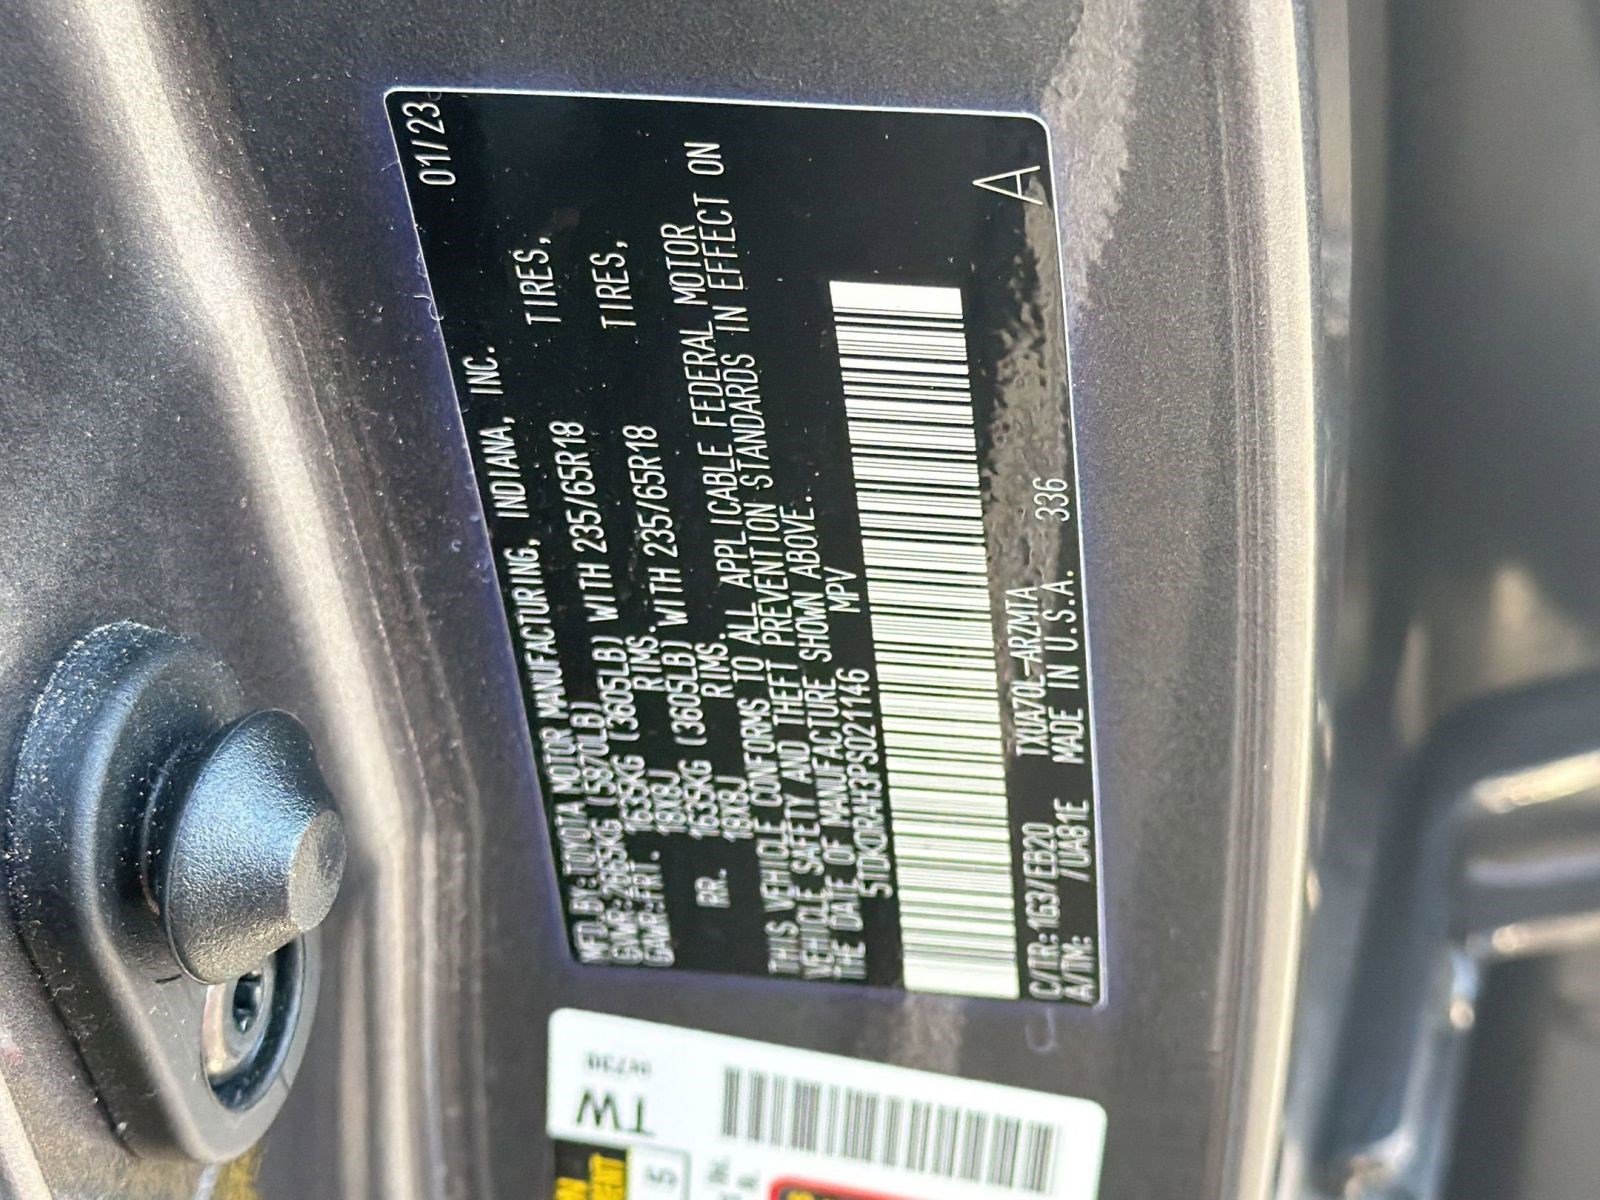 01/23
MFD.BY:TOYOTA MOTOR MANUFACTURING, INDIANA, INC.
GVWR:2665KG (5870LB)
GAWR:FRT. 1635KG (3605LB) WITH 235/65R18 TIRES,
18X8J RIMS.
RR. 1635KG (3605LB) WITH 235/65R18 TIRES,
18X8J RIMS.
THIS VEHICLE CONFORMS TO ALL APPLICABLE FEDERAL MOTOR
VEHICLE SAFETY AND THEFT PREVENTION STANDARDS IN EFFECT ON
THE DATE OF MANUFACTURE SHOWN ABOVE.
5TDKDRAH3PS021146 MPV
C/TR:1G3/EB20 TXUA70L-ARZMTA
A/TM: /UA81E MADE IN U.S.A. 336
A
TW
5